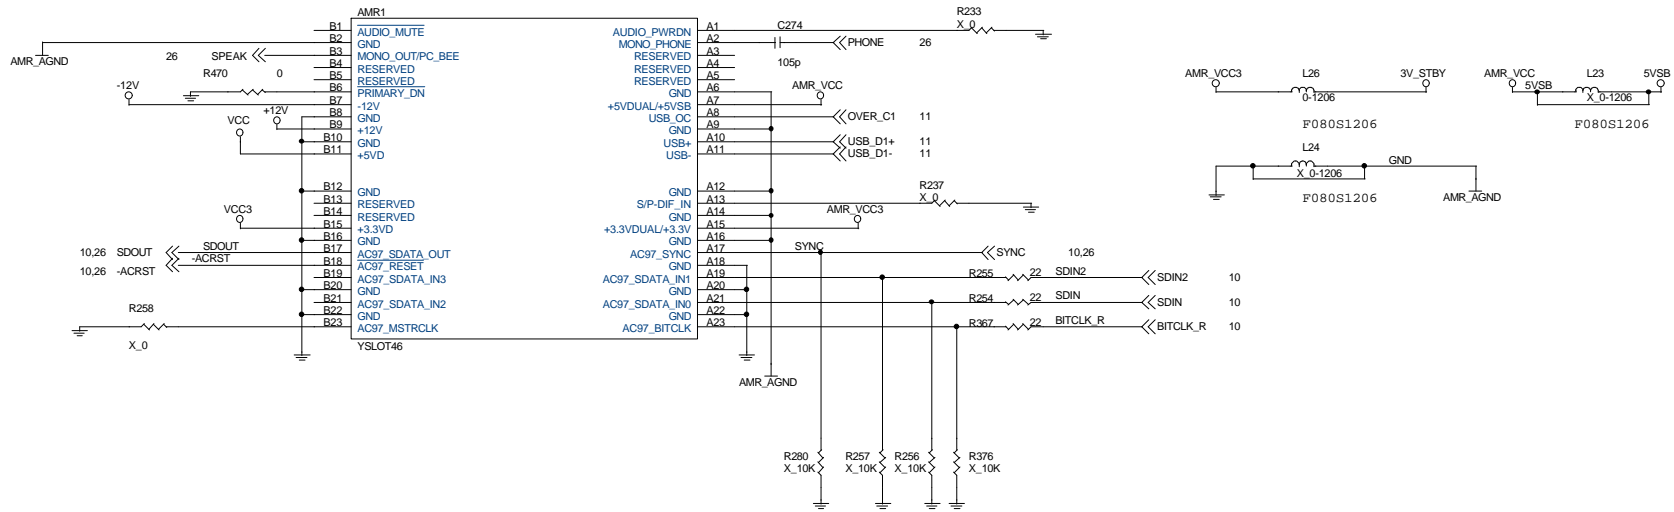 AMR1
B1 AUDIO_MUTE
B2 GND
B3 MONO_OUT/PC_BEE
B4 RESERVED
B5 RESERVED
B6 PRIMARY_DN
B7 -12V
B8 GND
B9 +12V
B10 GND
B11 +5VD
B12 GND
B13 RESERVED
B14 RESERVED
B15 +3.3VD
B16 GND
B17 AC97_SDATA_OUT
B18 AC97_RESET
B19 AC97_SDATA_IN3
B20 GND
B21 AC97_SDATA_IN2
B22 GND
B23 AC97_MSTRCLK
YSLOT46
AUDIO_PWRDN A1
MONO_PHONE A2
RESERVED A3
RESERVED A4
RESERVED A5
GND A6
+5VDUAL/+5VSB A7
USB_OC A8
GND A9
USB+ A10
USB- A11
GND A12
S/P-DIF_IN A13
GND A14
+3.3VDUAL/+3.3V A15
GND A16
AC97_SYNC A17
GND A18
AC97_SDATA_IN1 A19
GND A20
AC97_SDATA_IN0 A21
GND A22
AC97_BITCLK A23
AMR_AGND
26 SPEAK
R470 0
-12V
+12V
VCC
VCC3
10,26 SDOUT SDOUT
10,26 -ACRST -ACRST
R258
X_0
R233
X_0
C274
105p
PHONE 26
AMR_VCC
OVER_C1 11
USB_D1+ 11
USB_D1- 11
R237
X_0
AMR_VCC3
SYNC SYNC 10,26
R255 22 SDIN2 SDIN2 10
R254 22 SDIN SDIN 10
R367 22 BITCLK_R BITCLK_R 10
AMR_AGND
R280
X_10K
R257
X_10K
R256
X_10K
R376
X_10K
AMR_VCC3 L26 3V_STBY
0-1206
F080S1206
AMR_VCC L23 5VSB
5VSB
X_0-1206
F080S1206
L24 GND
X_0-1206
F080S1206 AMR_AGND